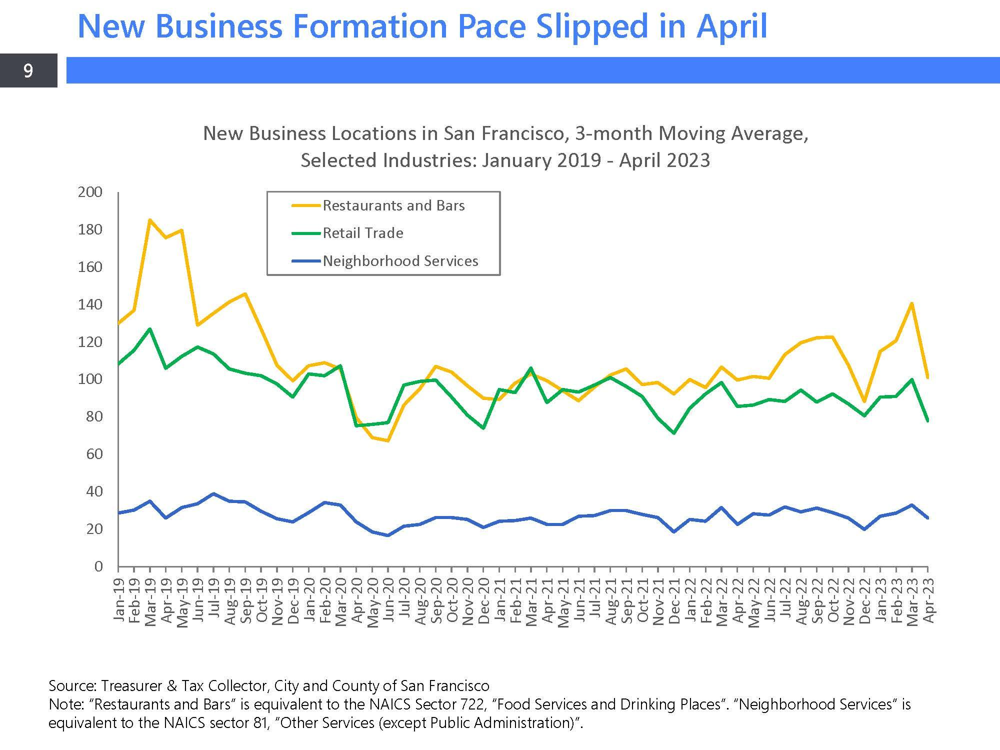 New Business Formation Pace Slipped in April
9
New Business Locations in San Francisco, 3-month Moving Average,
Selected Industries: January 2019 - April 2023
200
180
160
140
120
100
80
60
40
20
0
Restaurants and Bars
Retail Trade
Neighborhood Services
Jan-19
Feb-19
Mar-19
Apr-19
May-19
Jun-19
Jul-19
Aug-19
Sep-19
Oct-19
Nov-19
Dec-19
Jan-20
Feb-20
Mar-20
Apr-20
May-20
Jun-20
Jul-20
Aug-20
Sep-20
Oct-20
Nov-20
Dec-20
Jan-21
Feb-21
Mar-21
Apr-21
May-21
Jun-21
Jul-21
Aug-21
Sep-21
Oct-21
Nov-21
Dec-21
Jan-22
Feb-22
Mar-22
Apr-22
May-22
Jun-22
Jul-22
Aug-22
Sep-22
Oct-22
Nov-22
Dec-22
Jan-23
Feb-23
Mar-23
Apr-23
Source: Treasurer & Tax Collector, City and County of San Francisco
Note: "Restaurants and Bars" is equivalent to the NAICS Sector 722, "Food Services and Drinking Places". "Neighborhood Services" is
equivalent to the NAICS sector 81, "Other Services (except Public Administration)".